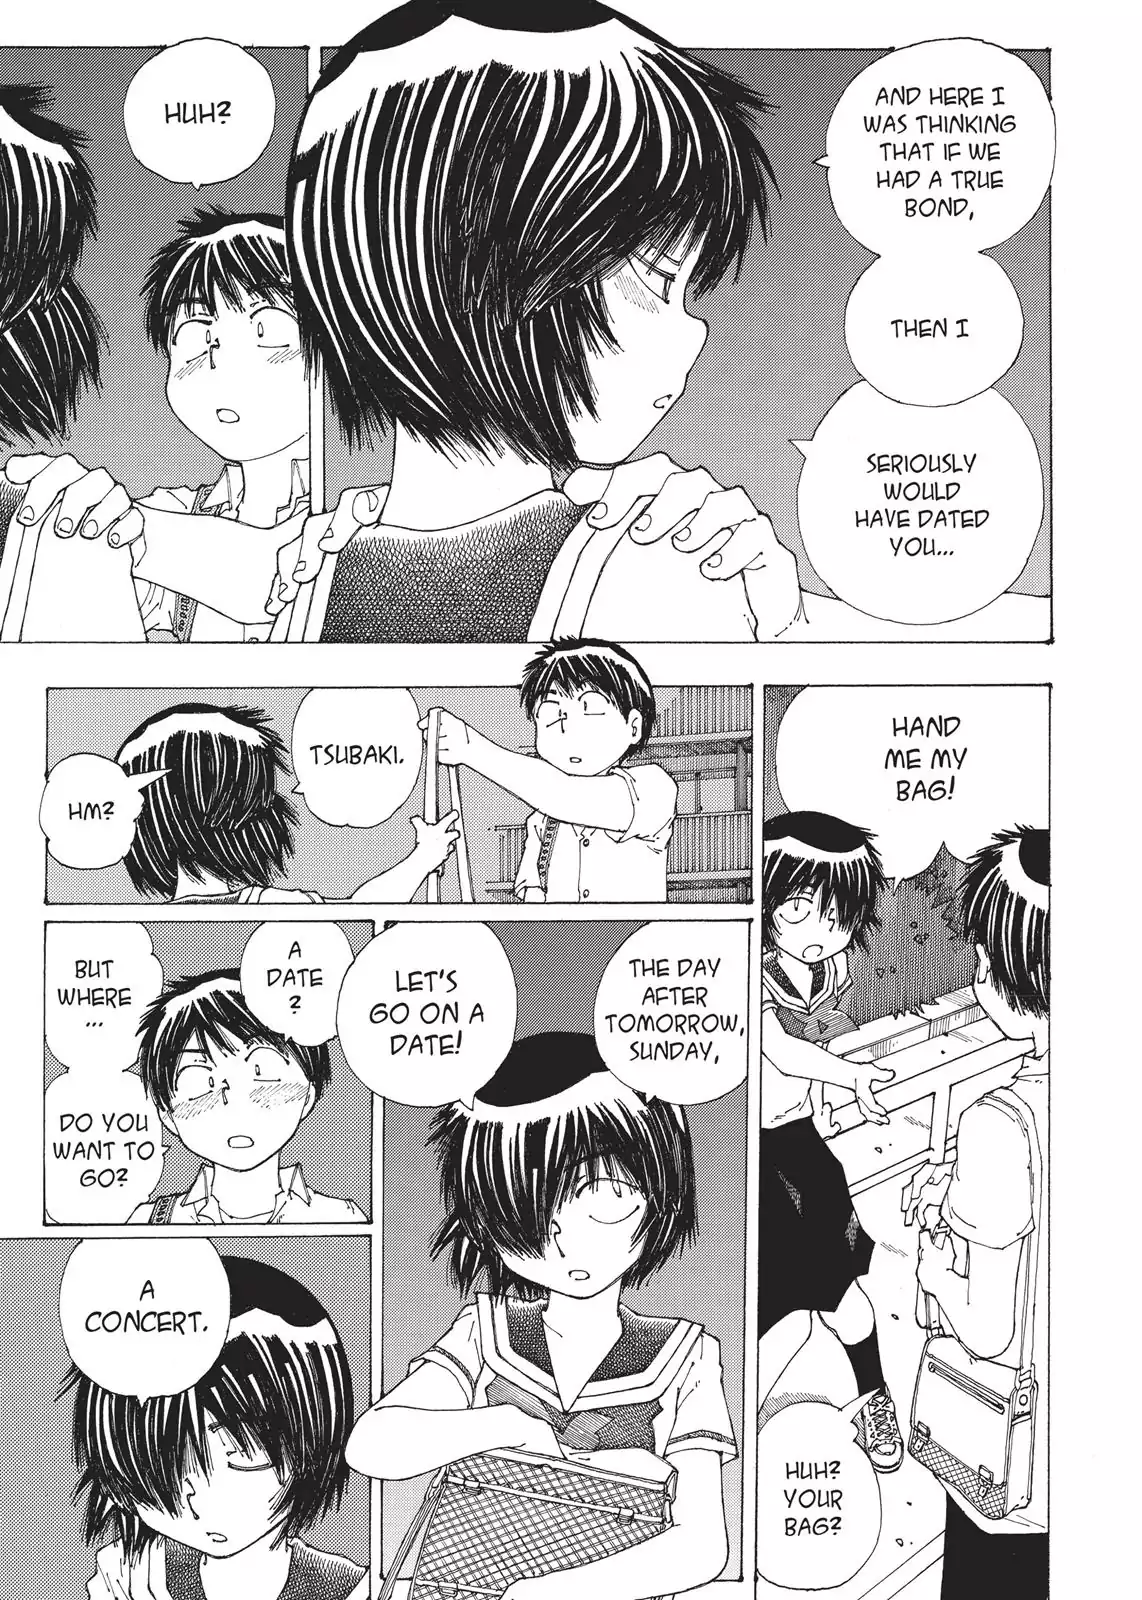 AND HERE I
WAS THINKING
THAT IF WE
HAD A TRUE
BOND,
THEN I
SERIOUSLY
WOULD
HAVE DATED
YOU...
HUH?
HAND
ME MY
BAG!
HUH?
YOUR
BAG?
TSUBAKI.
HM?
THE DAY
AFTER
TOMORROW,
SUNDAY,
LET'S
GO ON A
DATE!
A
DATE
?
BUT
WHERE
...
DO YOU
WANT TO
GO?
A
CONCERT.